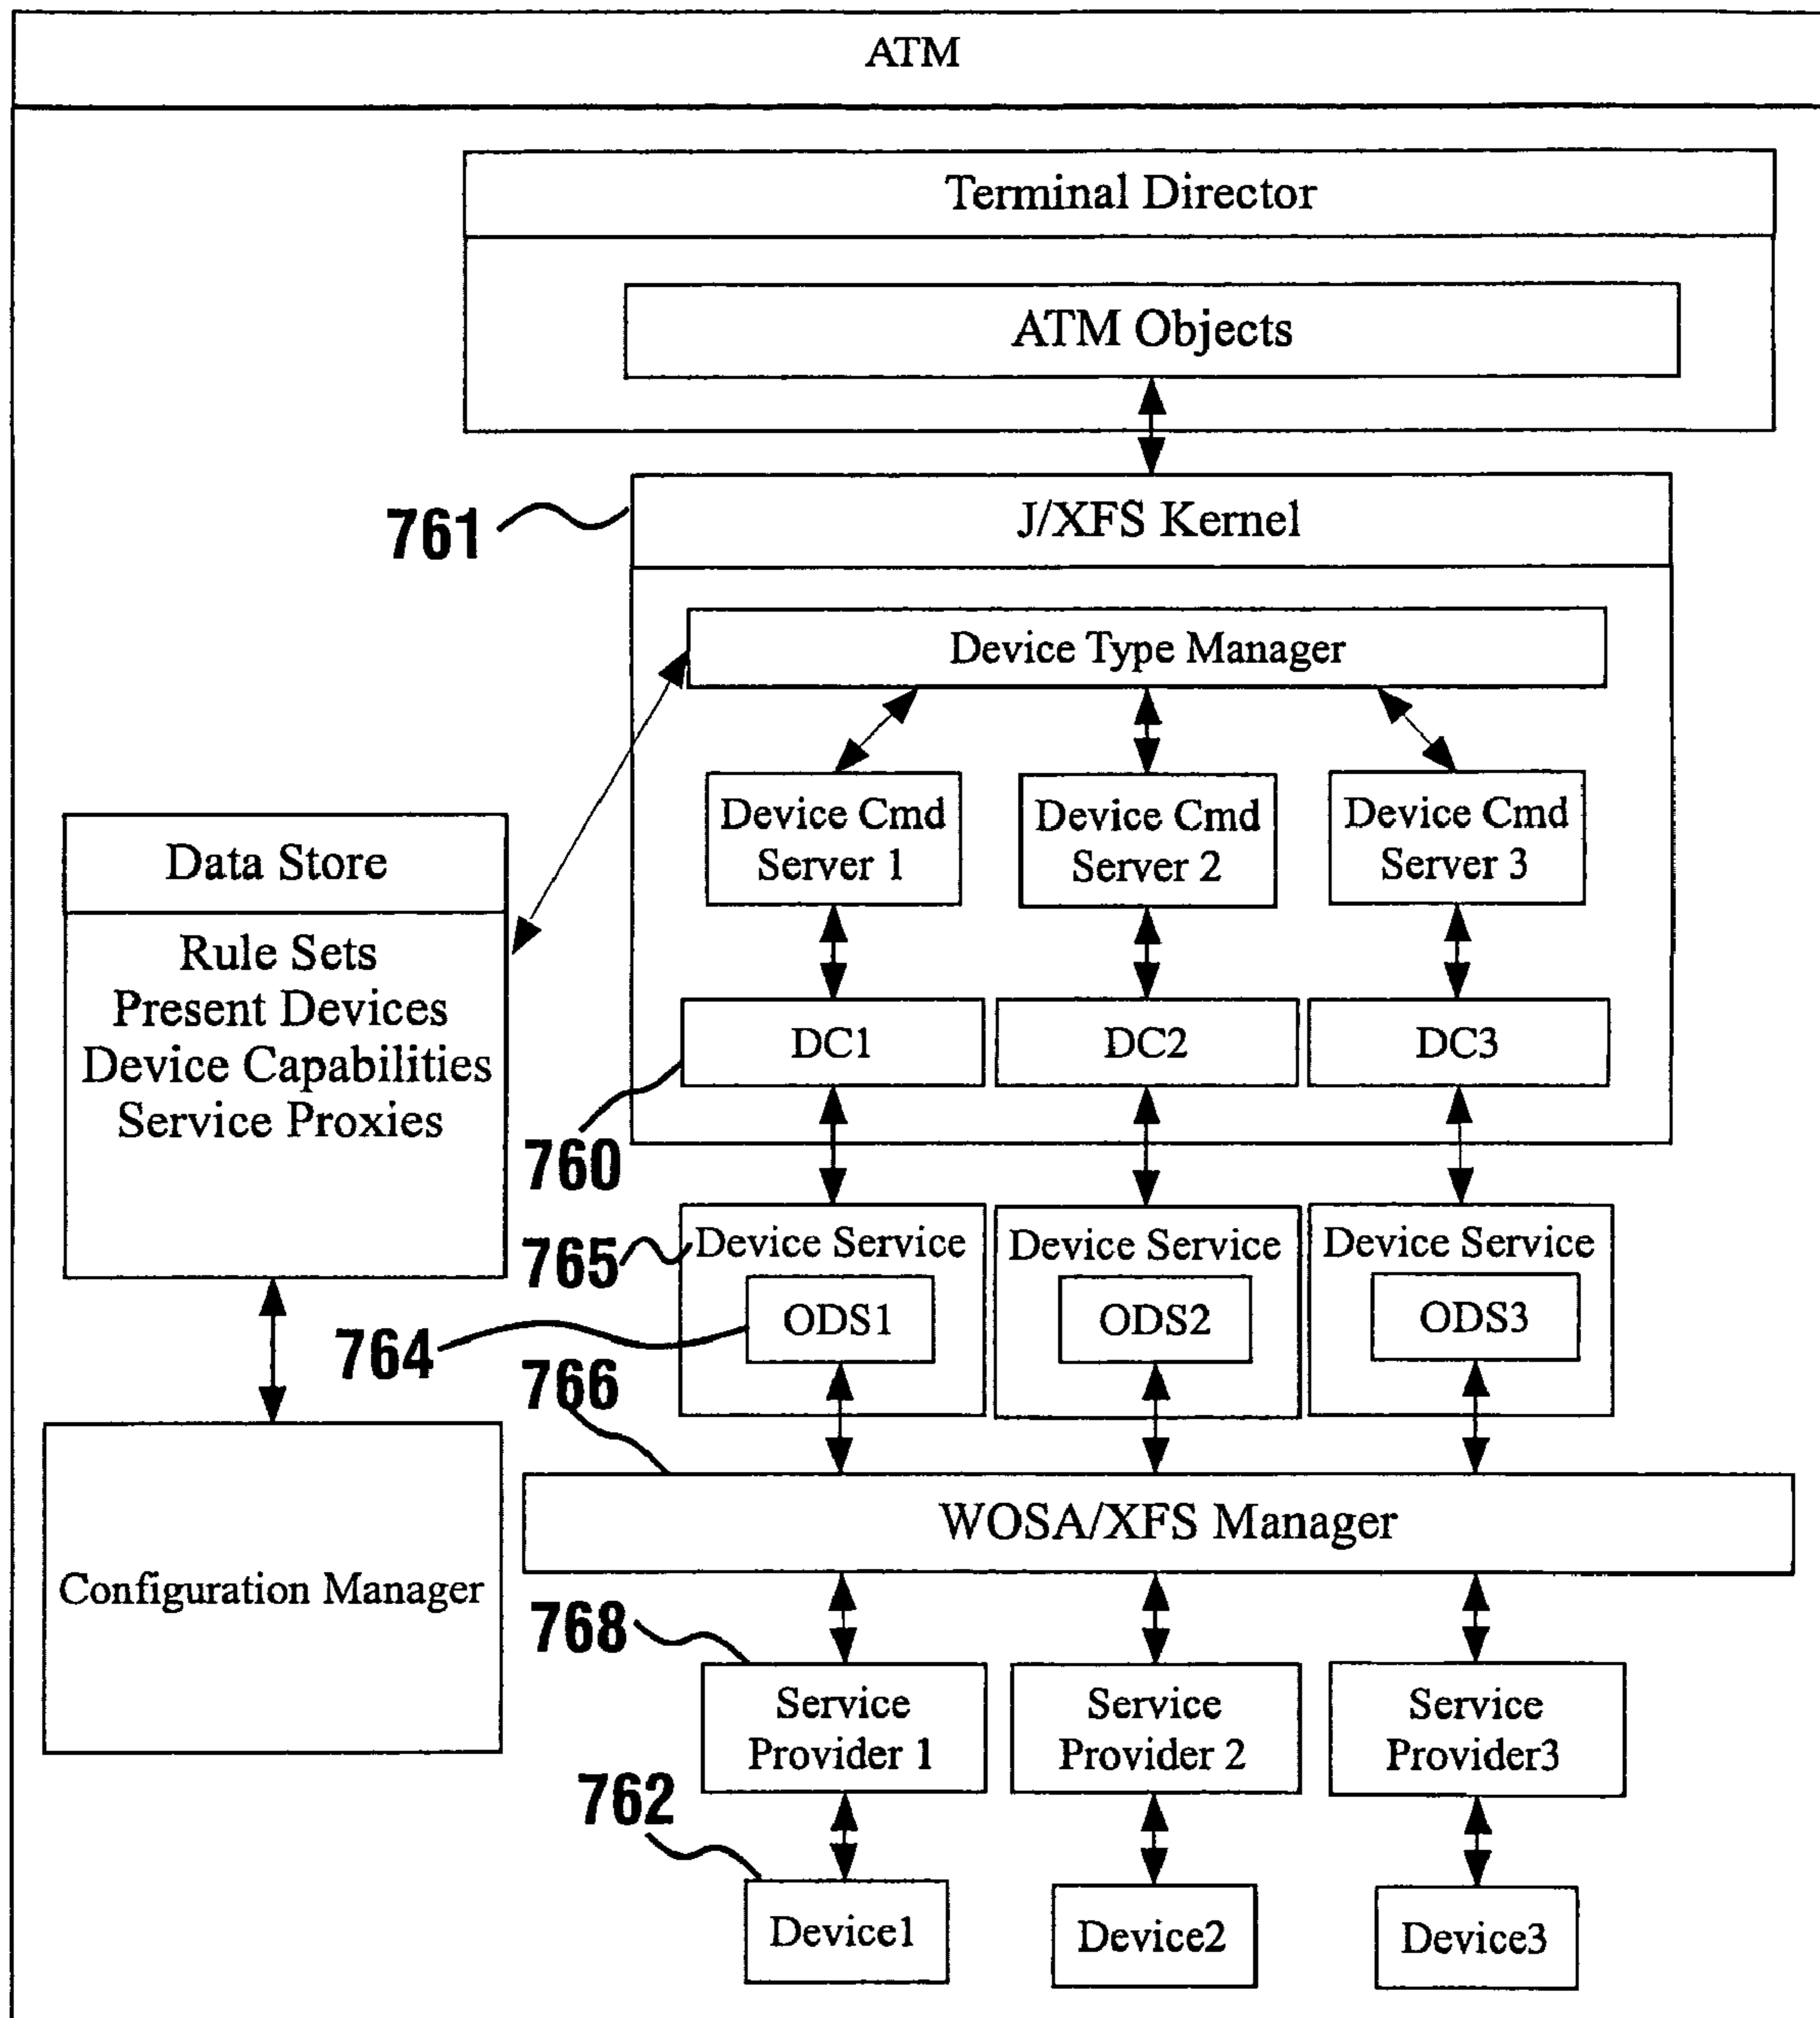 ATM
Terminal Director
ATM Objects
761
J/XFS Kernel
Device Type Manager
Device Cmd
Server 1
Device Cmd
Server 2
Device Cmd
Server 3
Data Store
Rule Sets
Present Devices
Device Capabilities
Service Proxies
DC1
DC2
DC3
760
765
Device Service
ODS1
Device Service
ODS2
Device Service
ODS3
764
766
WOSA/XFS Manager
Configuration Manager
768
Service
Provider 1
Service
Provider 2
Service
Provider3
762
Device1
Device2
Device3